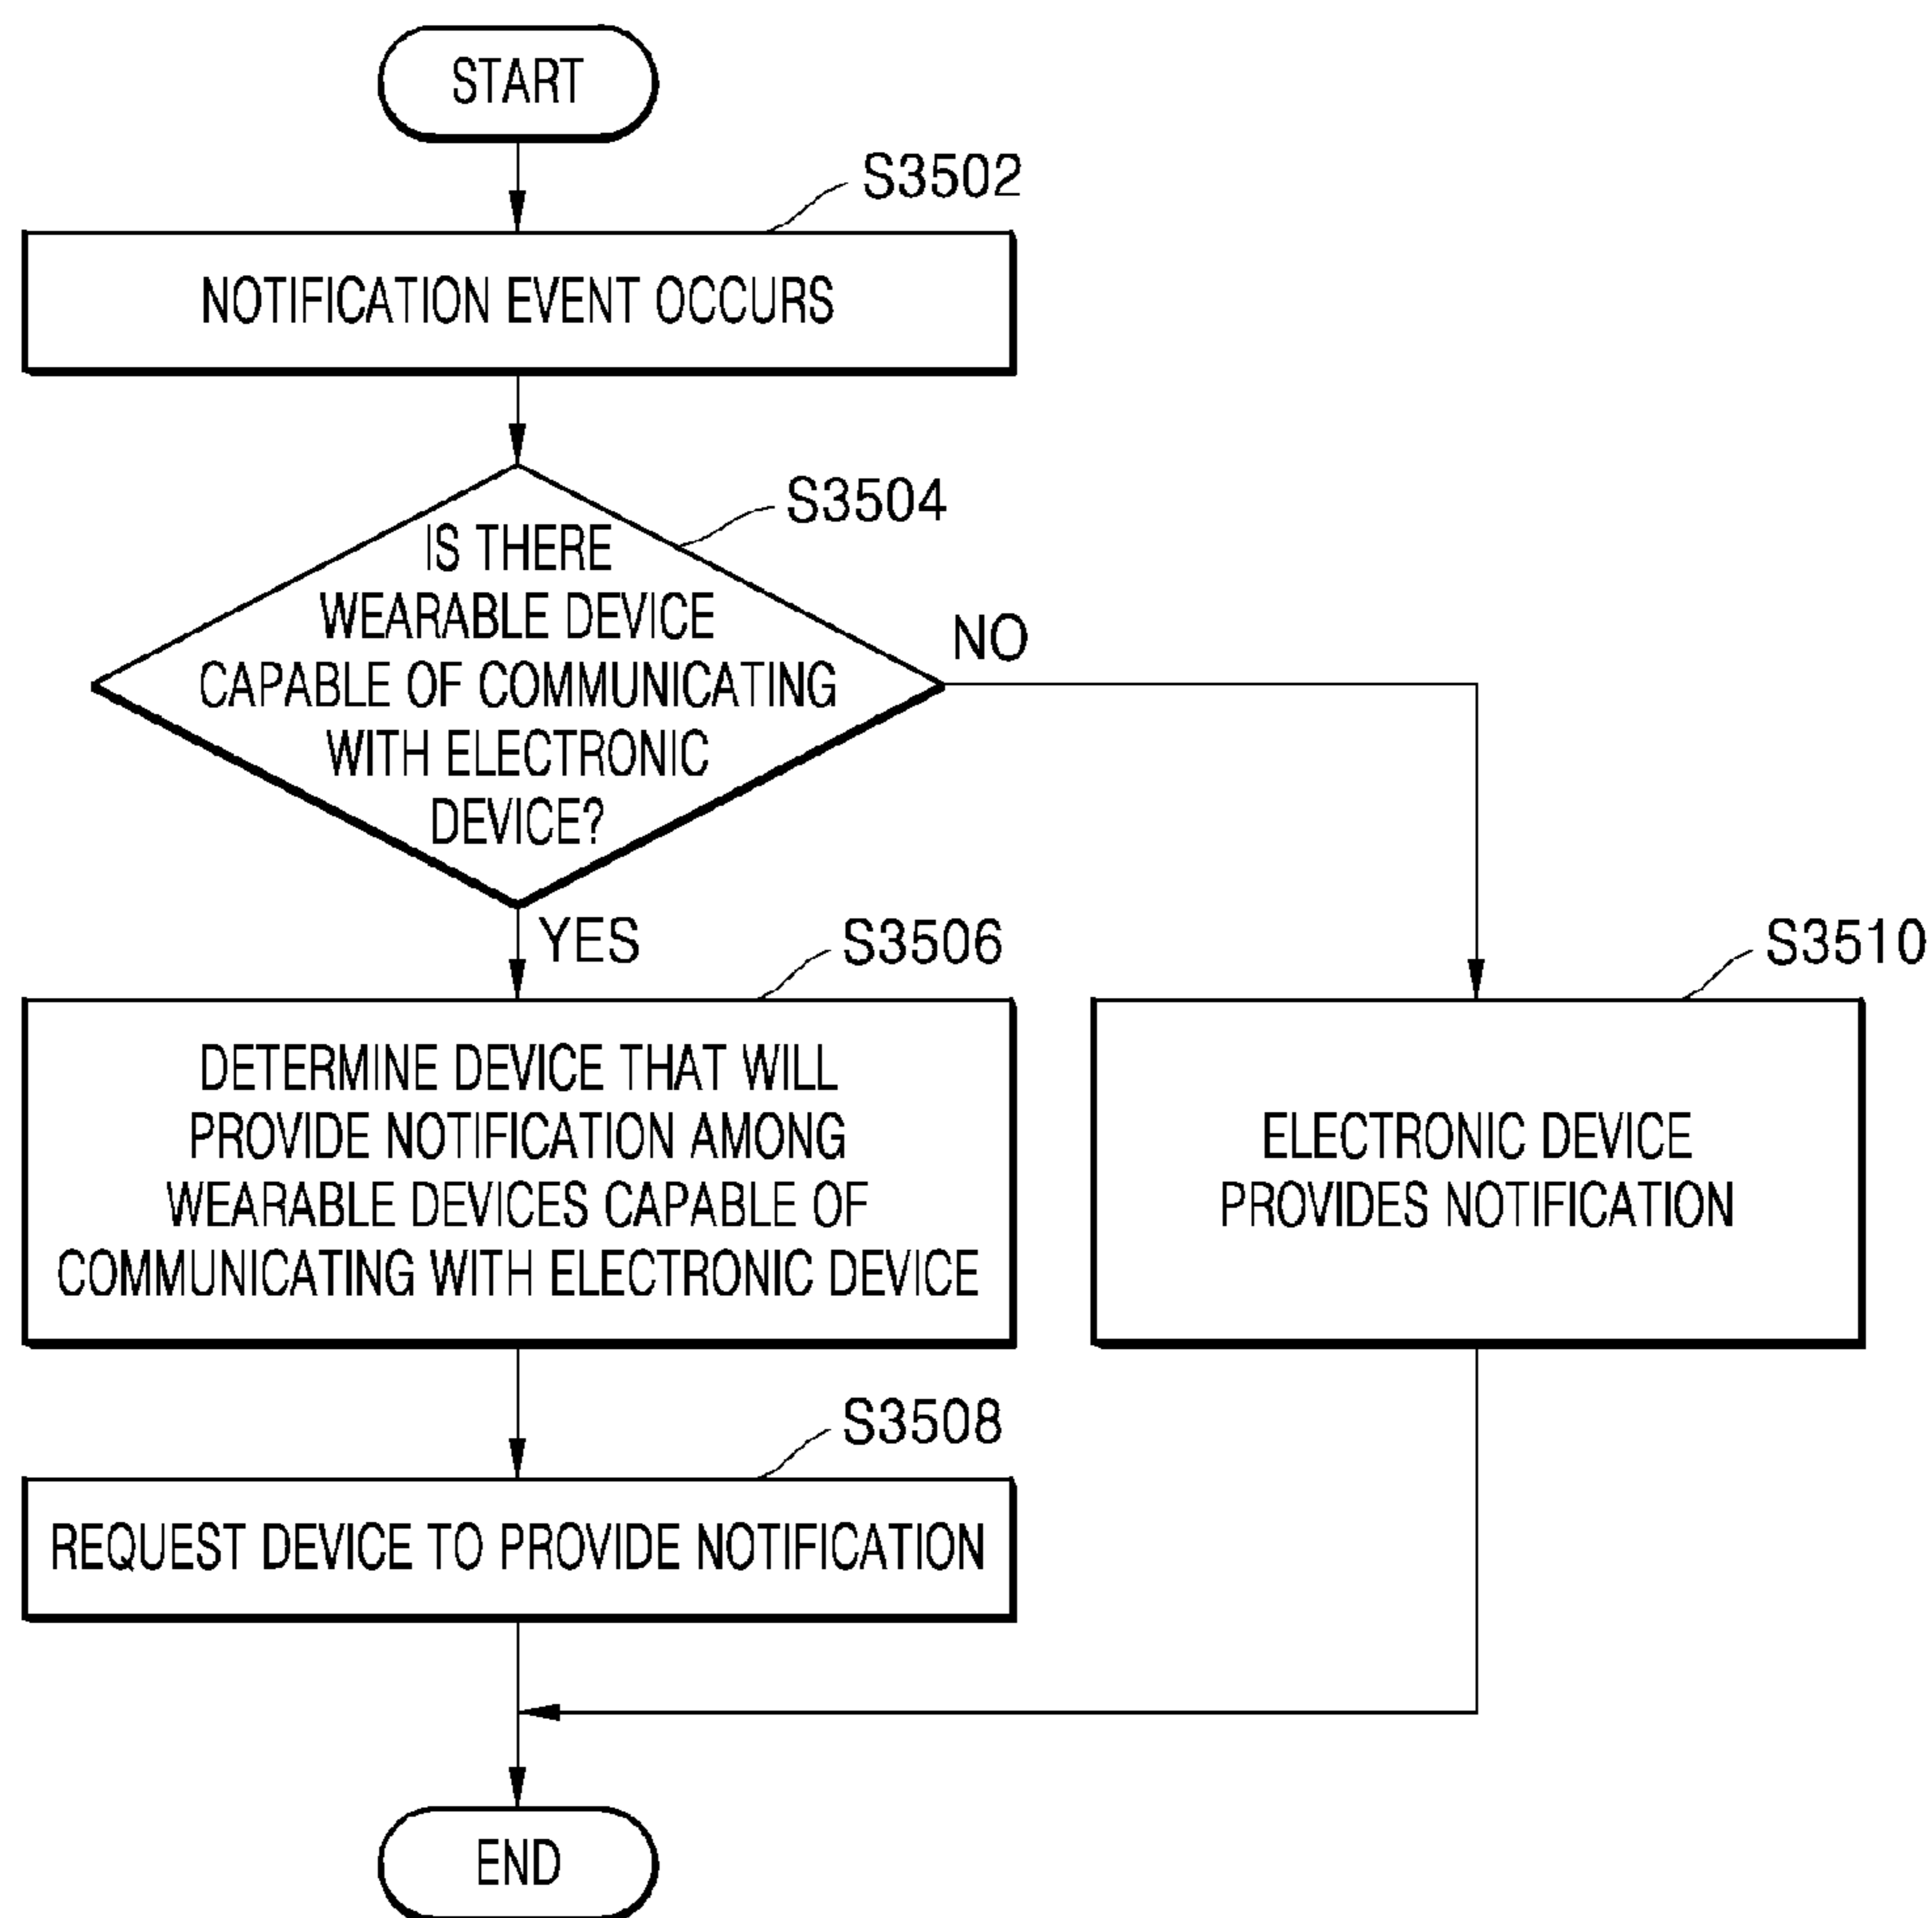 START
S3502
NOTIFICATION EVENT OCCURS
S3504
IS THERE
WEARABLE DEVICE
CAPABLE OF COMMUNICATING
WITH ELECTRONIC
DEVICE?
NO
YES
S3506
DETERMINE DEVICE THAT WILL
PROVIDE NOTIFICATION AMONG
WEARABLE DEVICES CAPABLE OF
COMMUNICATING WITH ELECTRONIC DEVICE
S3510
ELECTRONIC DEVICE
PROVIDES NOTIFICATION
S3508
REQUEST DEVICE TO PROVIDE NOTIFICATION
END